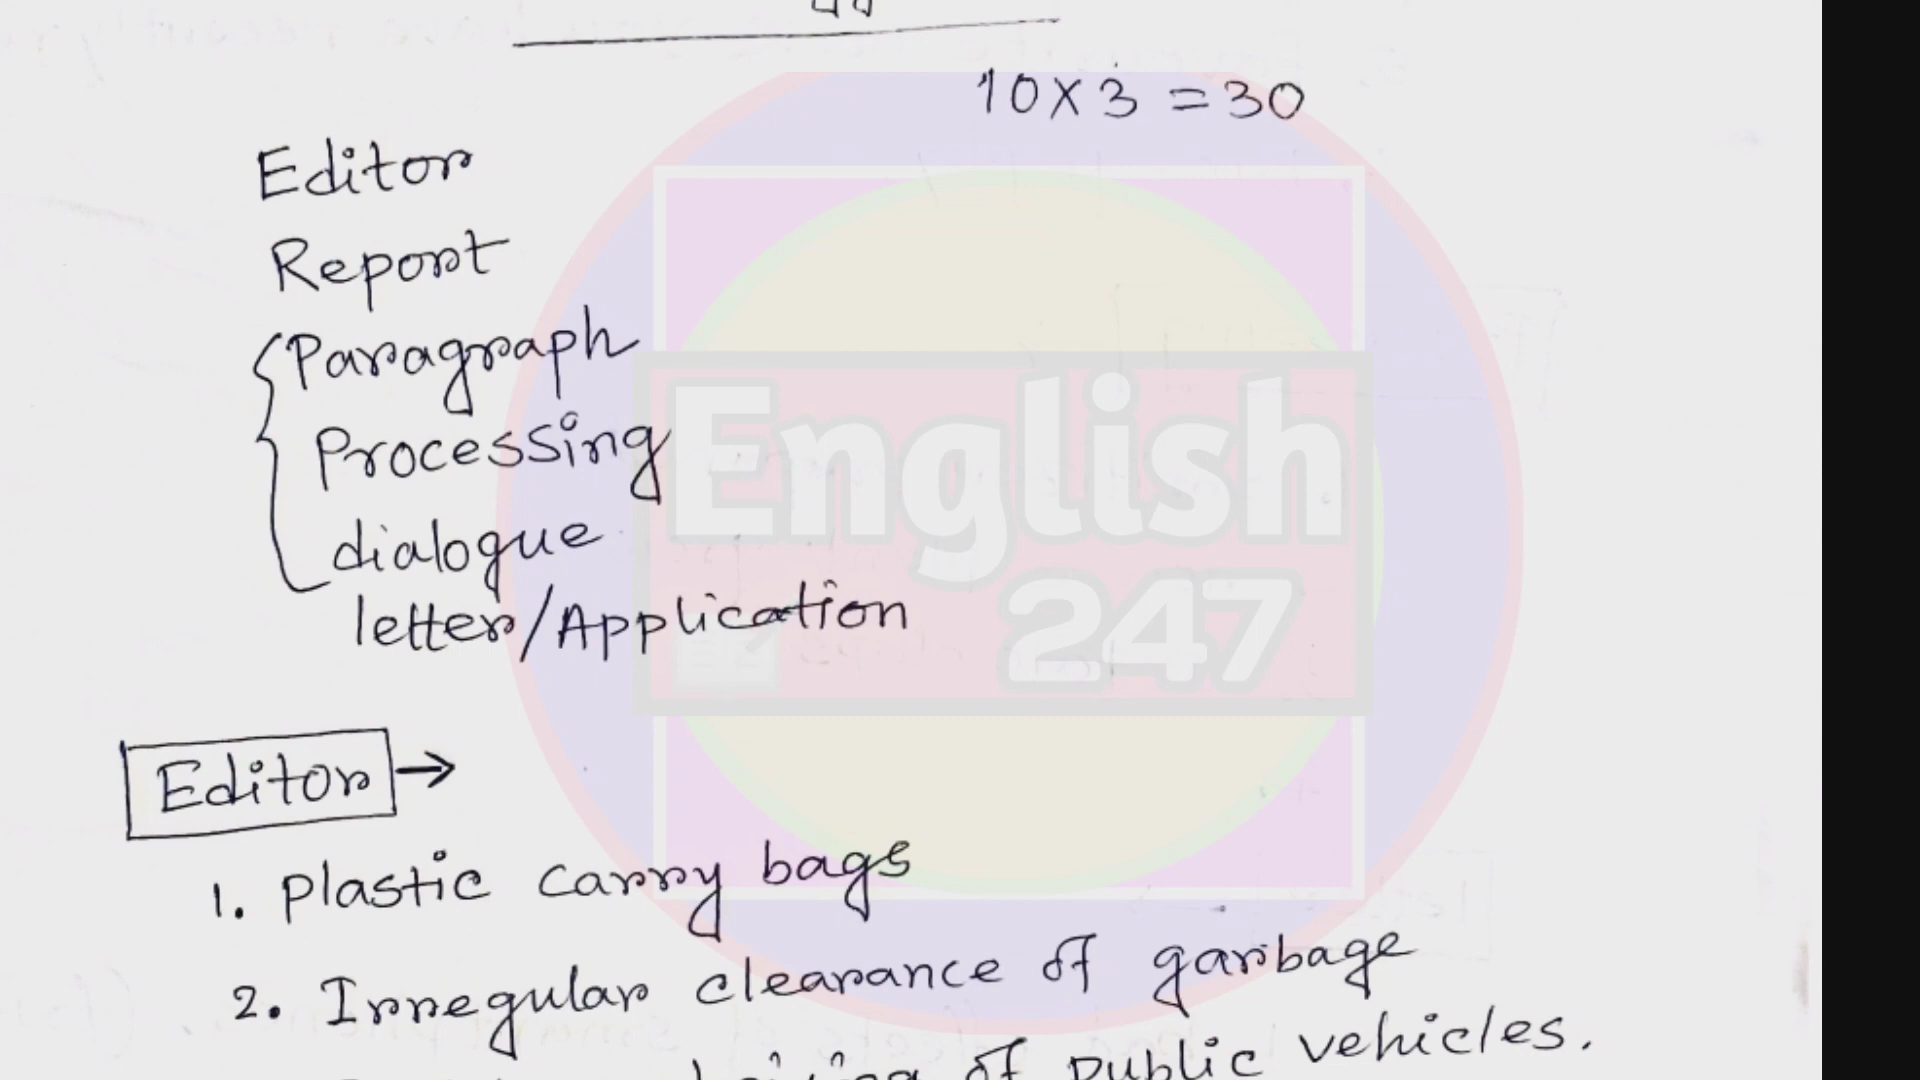 10 X 3 = 30
Editor
Report
Paragraph
Processing
dialogue
letter/Application
English
247
Editor →
1. Plastic carry bags
2. Irregular clearance of garbage
of public vehicles.